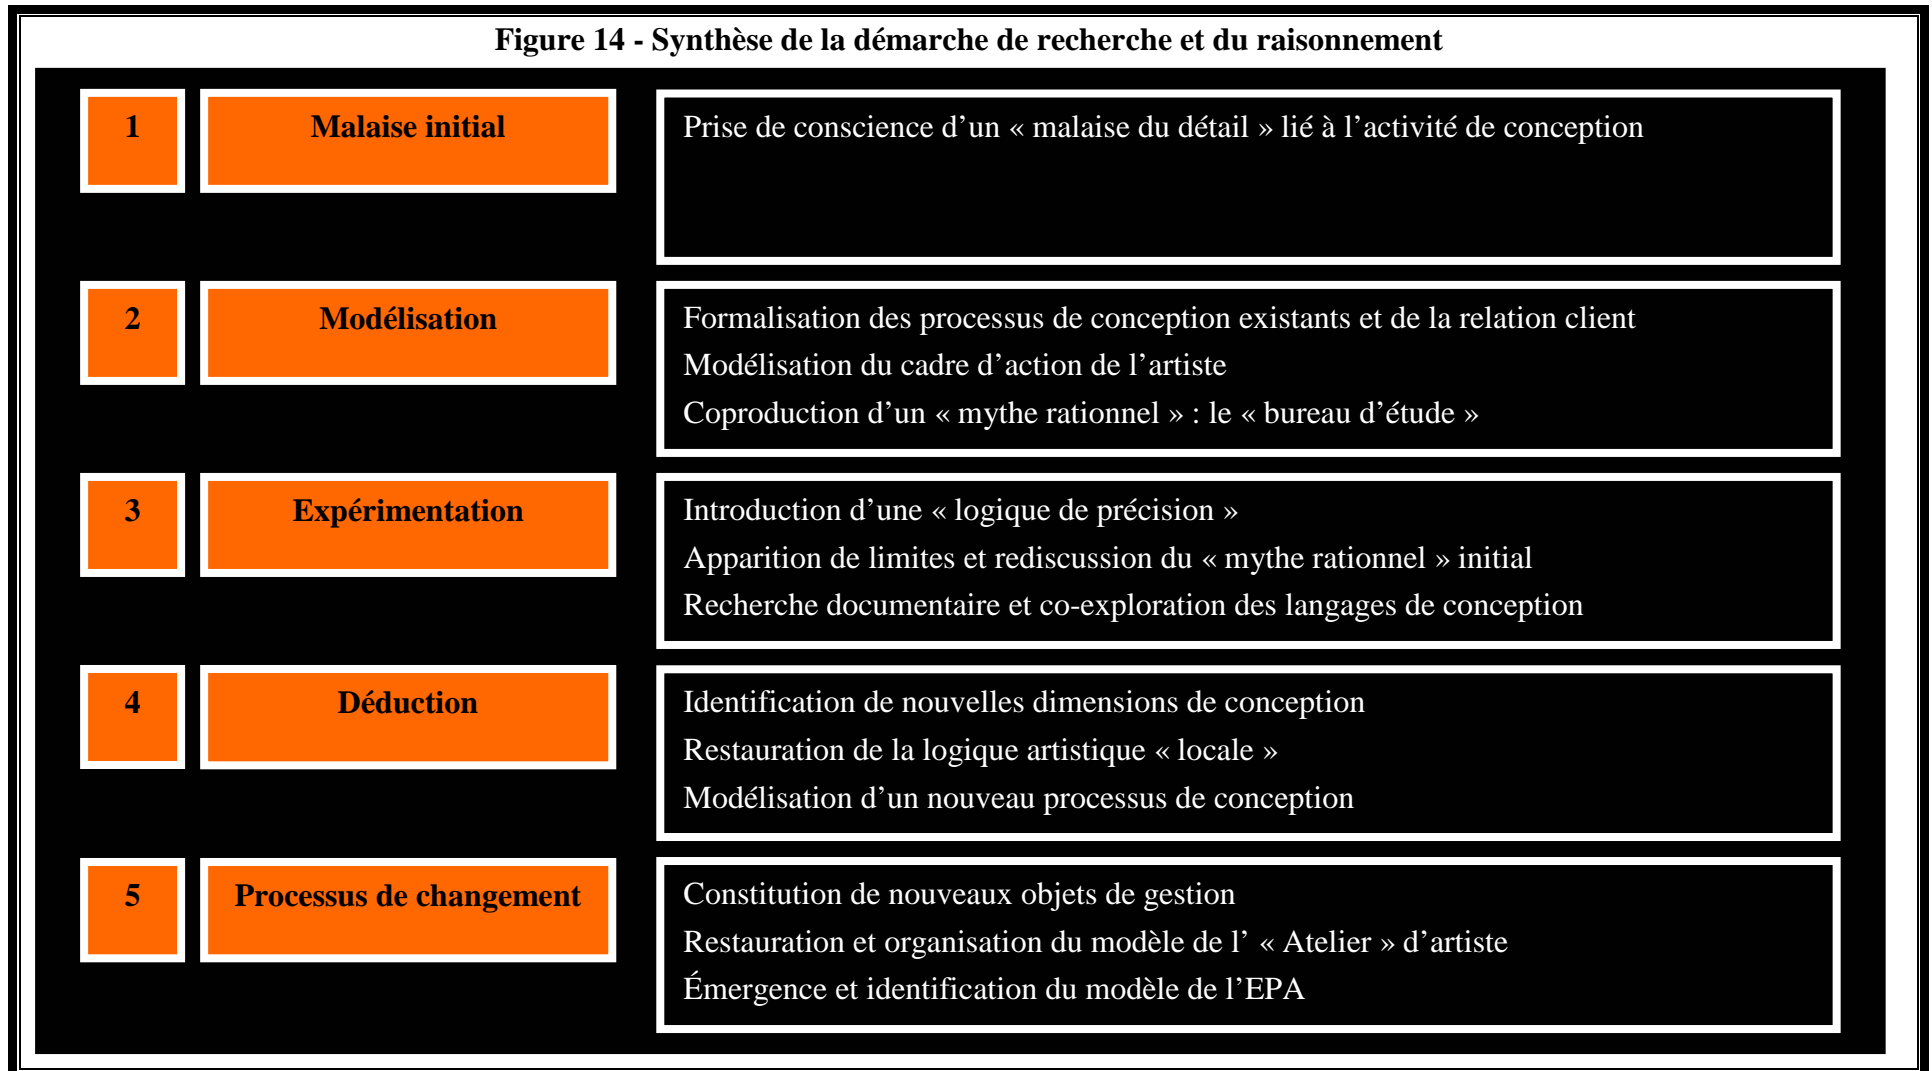 Figure 14 - Synthèse de la démarche de recherche et du raisonnement
1
Malaise initial
Prise de conscience d’un « malaise du détail » lié à l’activité de conception
2
Modélisation
Formalisation des processus de conception existants et de la relation client
Modélisation du cadre d’action de l’artiste
Coproduction d’un « mythe rationnel » : le « bureau d’étude »
3
Expérimentation
Introduction d’une « logique de précision »
Apparition de limites et rediscussion du « mythe rationnel » initial
Recherche documentaire et co-exploration des langages de conception
4
Déduction
Identification de nouvelles dimensions de conception
Restauration de la logique artistique « locale »
Modélisation d’un nouveau processus de conception
5
Processus de changement
Constitution de nouveaux objets de gestion
Restauration et organisation du modèle de l’ « Atelier » d’artiste
Émergence et identification du modèle de l’EPA